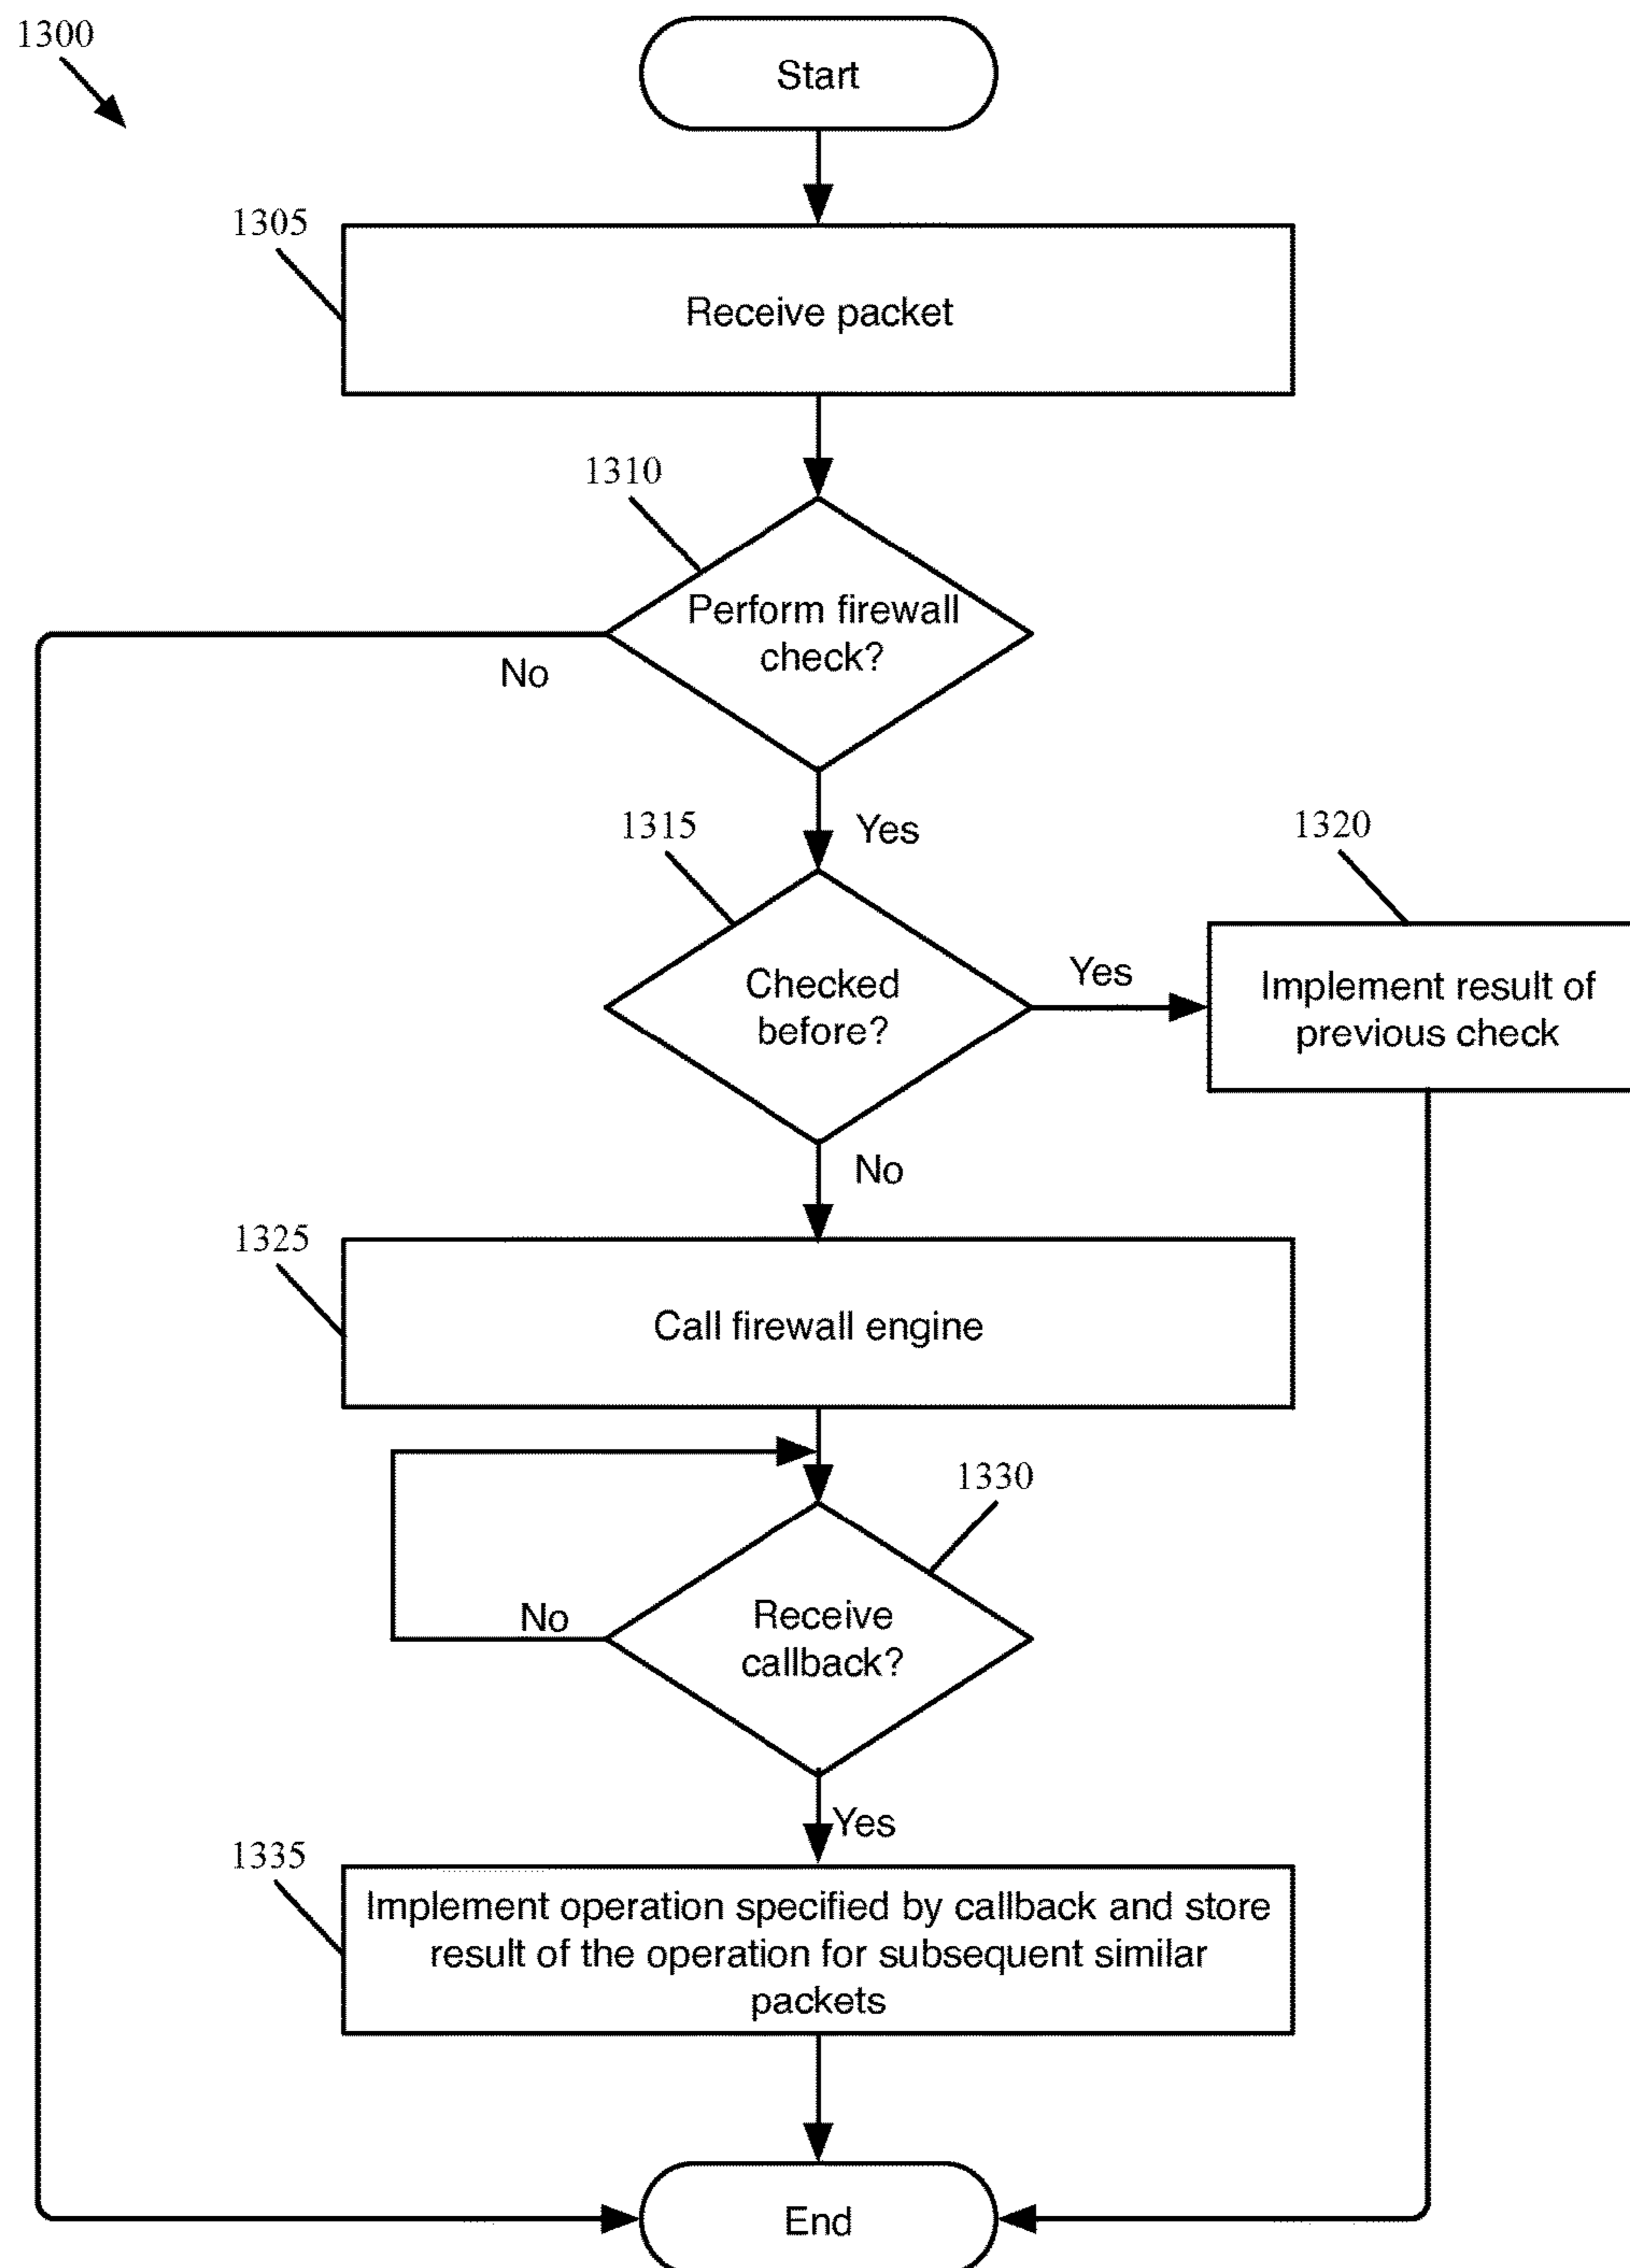 1300
Start
1305
Receive packet
1310
Perform firewall
check?
No
Yes
1315
1320
Checked
before?
Yes
Implement result of
previous check
No
1325
Call firewall engine
1330
No
Receive
callback?
Yes
1335
Implement operation specified by callback and store
result of the operation for subsequent similar
packets
End